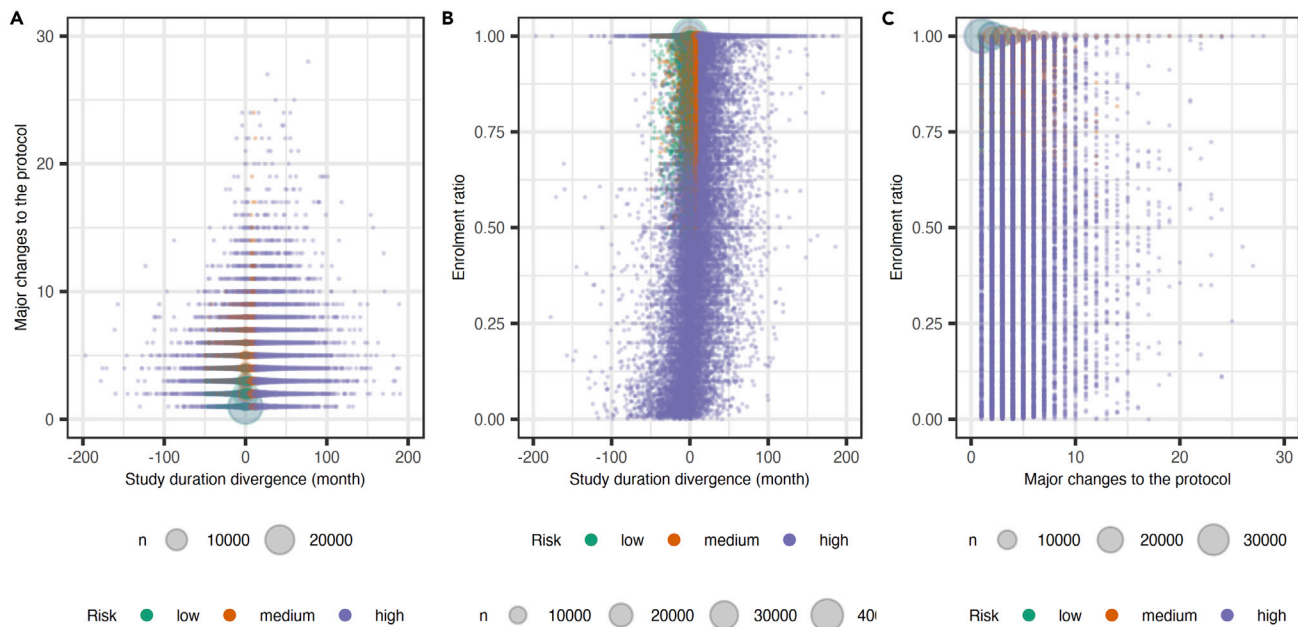 A
Major changes to the protocol
30
20
10
0
-200 -100 0 100 200
Study duration divergence (month)
n 10000 20000
Risk low medium high
B
Enrolment ratio
1.00
0.75
0.50
0.25
0.00
-200 -100 0 100 200
Study duration divergence (month)
Risk low medium high
n 10000 20000 30000
C
Enrolment ratio
1.00
0.75
0.50
0.25
0.00
0 10 20 30
Major changes to the protocol
n 10000 20000 30000
Risk low medium high